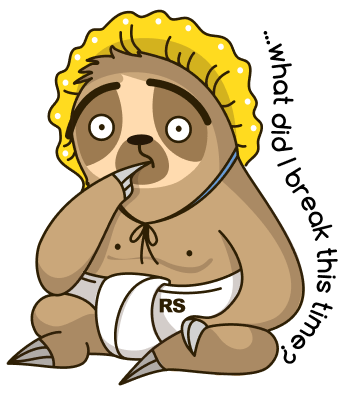 ...what did I break this time?
RS